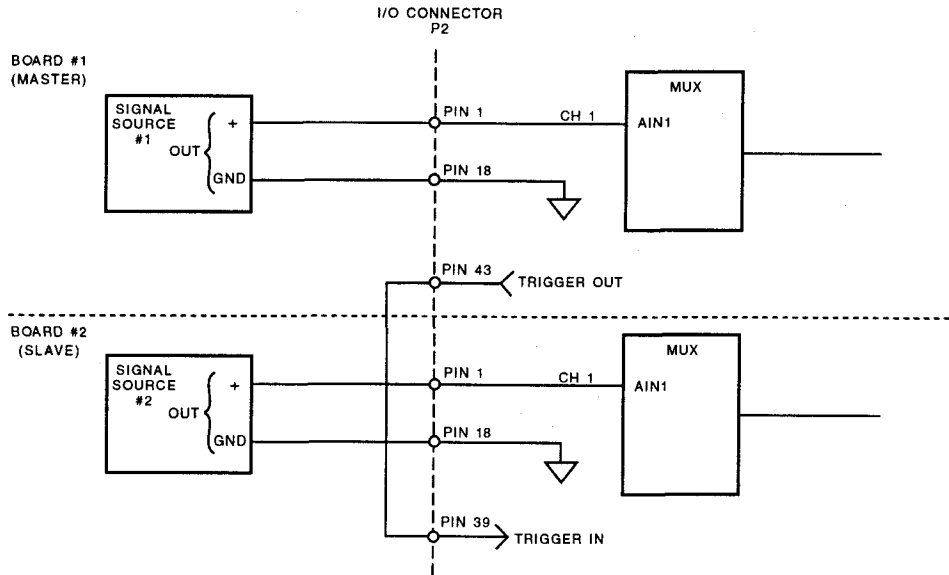 I/O CONNECTOR
P2
BOARD #1
(MASTER)
SIGNAL
SOURCE
#1
OUT
+
GND
PIN 1
CH 1
MUX
AIN1
PIN 18
PIN 43
TRIGGER OUT
BOARD #2
(SLAVE)
SIGNAL
SOURCE
#2
OUT
+
GND
PIN 1
CH 1
MUX
AIN1
PIN 18
PIN 39
TRIGGER IN